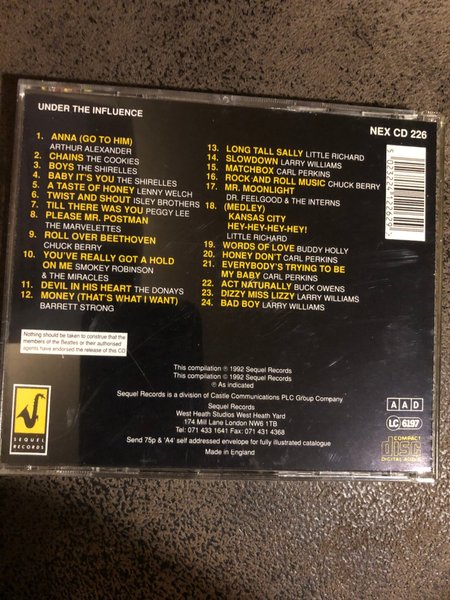 UNDER THE INFLUENCE
NEX CD 226
1. ANNA (GO TO HIM)
ARTHUR ALEXANDER
2. CHAINS THE COOKIES
3. BOYS THE SHIRELLES
4. BABY IT'S YOU THE SHIRELLES
5. A TASTE OF HONEY LENNY WELCH
6. TWIST AND SHOUT ISLEY BROTHERS
7. TILL THERE WAS YOU PEGGY LEE
8. PLEASE MR. POSTMAN
THE MARVELETTES
9. ROLL OVER BEETHOVEN
CHUCK BERRY
10. YOU'VE REALLY GOT A HOLD
ON ME SMOKEY ROBINSON
& THE MIRACLES
11. DEVIL IN HIS HEART THE DONAYS
12. MONEY (THAT'S WHAT I WANT)
BARRETT STRONG
13. LONG TALL SALLY LITTLE RICHARD
14. SLOWDOWN LARRY WILLIAMS
15. MATCHBOX CARL PERKINS
16. ROCK AND ROLL MUSIC CHUCK BERRY
17. MR. MOONLIGHT
DR. FEELGOOD & THE INTERNS
18. (MEDLEY)
KANSAS CITY
HEY-HEY-HEY-HEY!
LITTLE RICHARD
19. WORDS OF LOVE BUDDY HOLLY
20. HONEY DON'T CARL PERKINS
21. EVERYBODY'S TRYING TO BE
MY BABY CARL PERKINS
22. ACT NATURALLY BUCK OWENS
23. DIZZY MISS LIZZY LARRY WILLIAMS
24. BAD BOY LARRY WILLIAMS
Nothing should be taken to construe that the
members of the Beatles or their authorised
agents have endorsed the release of this CD
This compilation ℗ 1992 Sequel Records
This compilation © 1992 Sequel Records
℗ As indicated
Sequel Records is a division of Castle Communications PLC Group Company
Sequel Records
West Heath Studios West Heath Yard
174 Mill Lane London NW6 1TB
Tel: 071 433 1641 Fax: 071 431 4368
Send 75p & 'A4' self addressed envelope for fully illustrated catalogue
Made in England
SEQUEL
RECORDS
A A D
LC 6197
COMPACT
disc
DIGITAL AUDIO